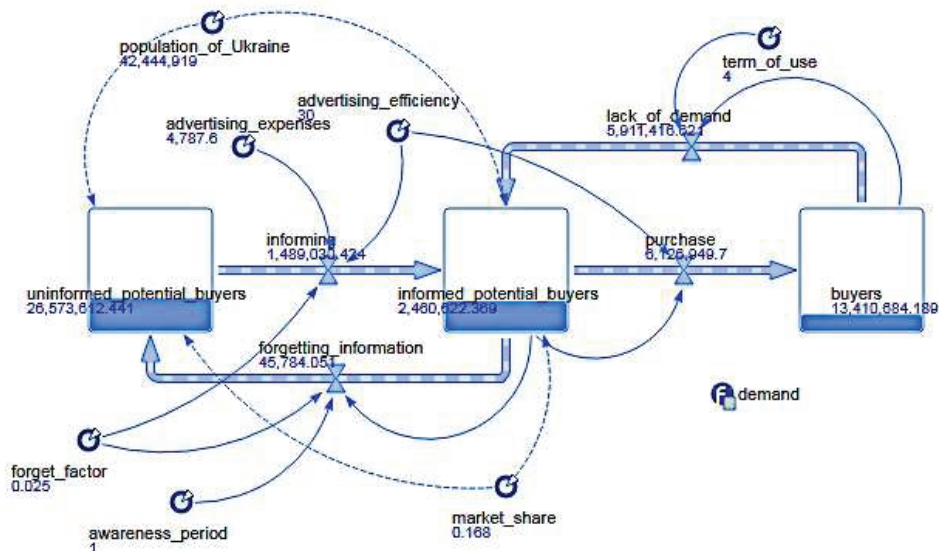 population_of_Ukraine
42,444,919
term_of_use
4
advertising_efficiency
30
advertising_expenses
4,787.6
lack_of_demand
5,911,416.621
informing
1,489,030.424
purchase
6,126,949.7
uninformed_potential_buyers
26,573,612.441
informed_potential_buyers
2,460,622.369
buyers
13,410,684.189
forgetting_information
45,784.051
demand
forget_factor
0.025
awareness_period
1
market_share
0.168